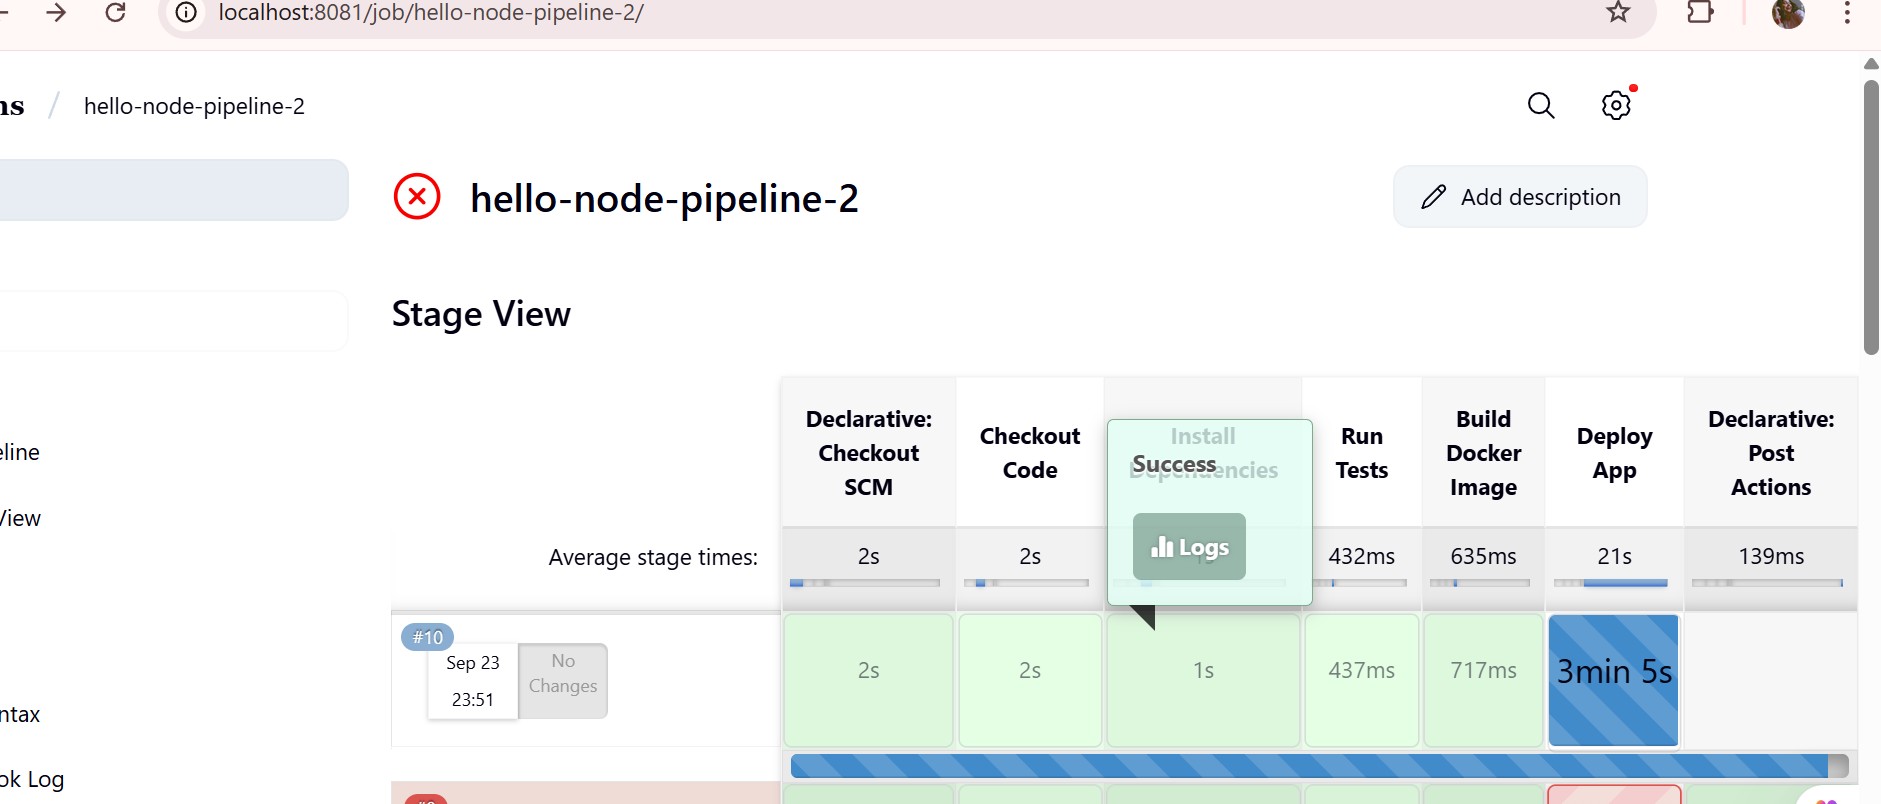 localhost:8081/job/hello-node-pipeline-2/
ns / hello-node-pipeline-2
hello-node-pipeline-2
Add description
Stage View
eline
View
ntax
ok Log
Declarative:
Checkout
SCM
Checkout
Code
Install
Dependencies
Success
Logs
Run
Tests
Build
Docker
Image
Deploy
App
Declarative:
Post
Actions
Average stage times:
2s
2s
1s
432ms
635ms
21s
139ms
#10
Sep 23
23:51
No
Changes
2s
2s
1s
437ms
717ms
3min 5s